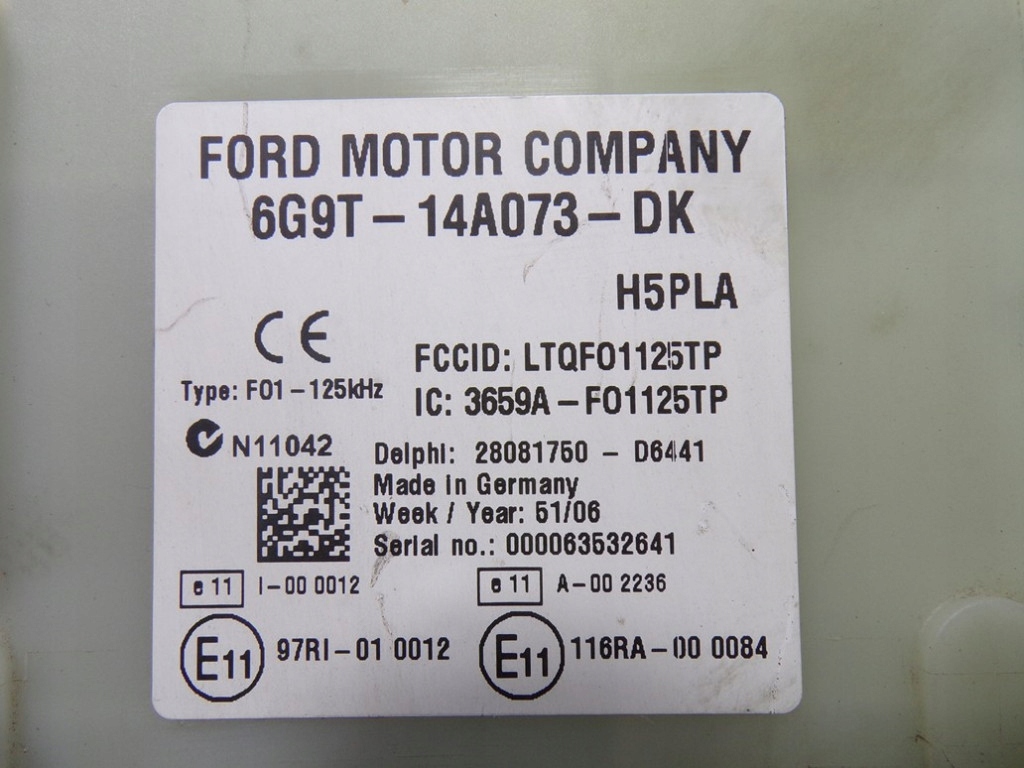 FORD MOTOR COMPANY
6G9T-14A073-DK
H5PLA
CE
FCCID: LTQFO1125TP
Type: FO1-125kHz
IC: 3659A-FO1125TP
N11042
Delphi: 28081750 - D6441
Made in Germany
Week / Year: 51/06
Serial no.: 000063532641
e 11 I-00 0012
e 11 A-00 2236
E11 97RI-01 0012
E11 116RA-00 0084